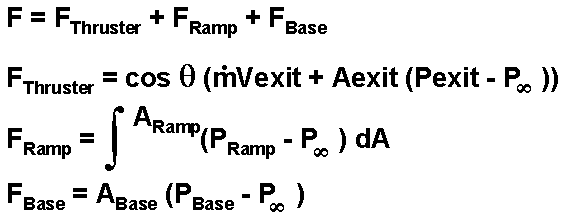 F = F_Thruster + F_Ramp + F_Base
F_Thruster = cos θ (ṁVexit + Aexit (Pexit - P_∞ ))
F_Ramp = ∫ A_Ramp (P_Ramp - P_∞ ) dA
F_Base = A_Base (P_Base - P_∞ )